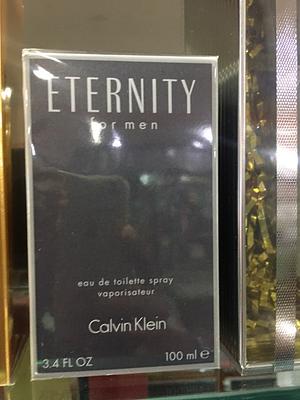 ETERNITY
for men
eau de toilette spray
vaporisateur
Calvin Klein
3.4 FL OZ 100 ml ℮